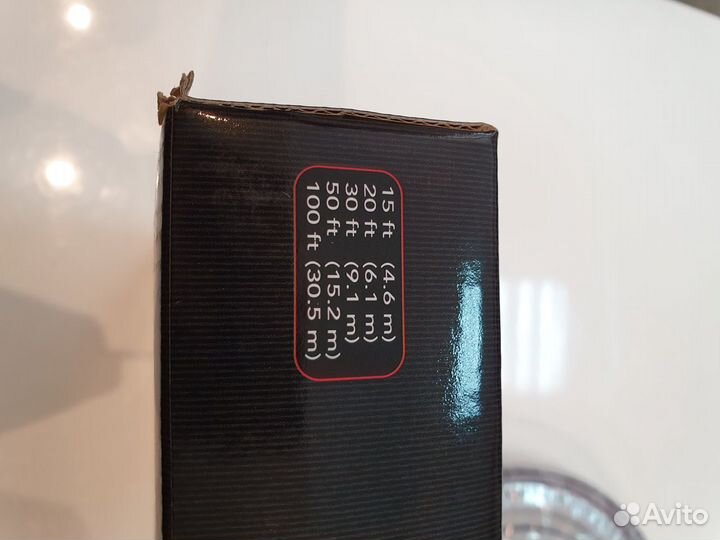 15 ft (4.6 m)
20 ft (6.1 m)
30 ft (9.1 m)
50 ft (15.2 m)
100 ft (30.5 m)
Avito